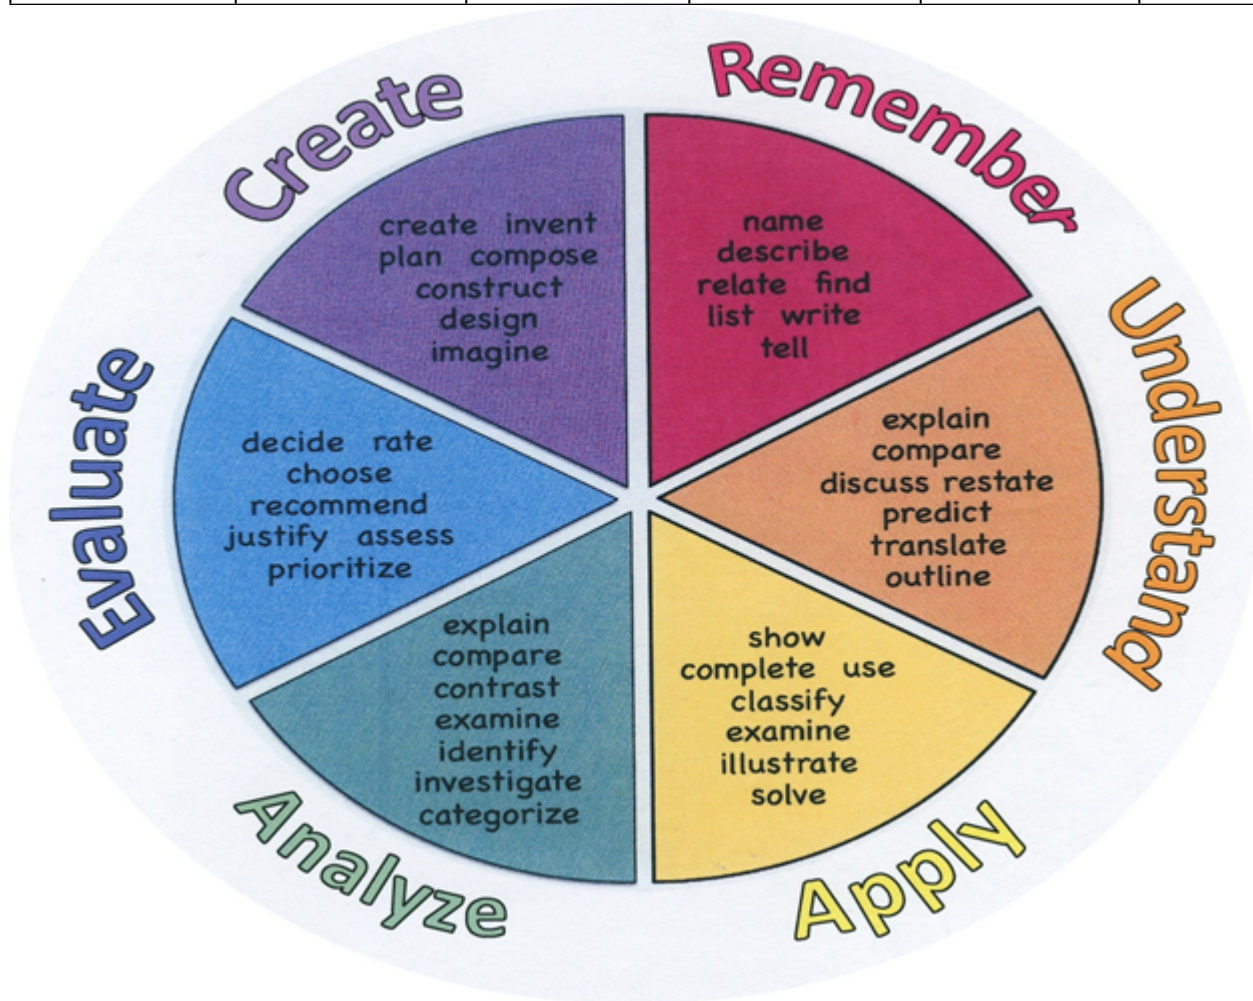 Create
Remember
create invent
plan compose
construct
design
imagine
name
describe
relate find
list write
tell
Understand
explain
compare
discuss restate
predict
translate
outline
Evaluate
decide rate
choose
recommend
justify assess
prioritize
Analyze
explain
compare
contrast
examine
identify
investigate
categorize
Apply
show
complete use
classify
examine
illustrate
solve